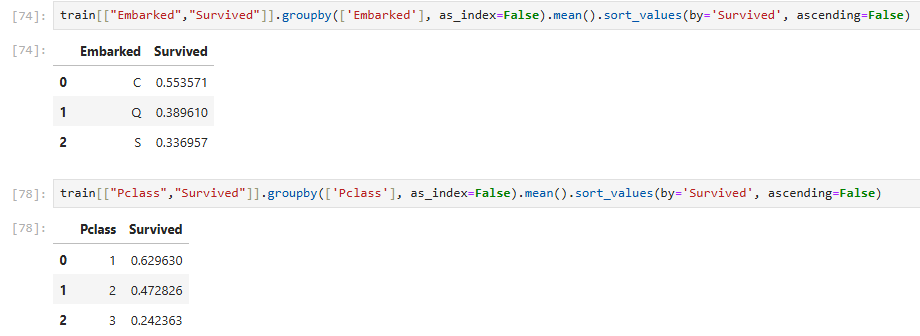 [74]: train[["Embarked","Survived"]].groupby(['Embarked'], as_index=False).mean().sort_values(by='Survived', ascending=False)
[74]: Embarked Survived
0 C 0.553571
1 Q 0.389610
2 S 0.336957
[78]: train[["Pclass","Survived"]].groupby(['Pclass'], as_index=False).mean().sort_values(by='Survived', ascending=False)
[78]: Pclass Survived
0 1 0.629630
1 2 0.472826
2 3 0.242363